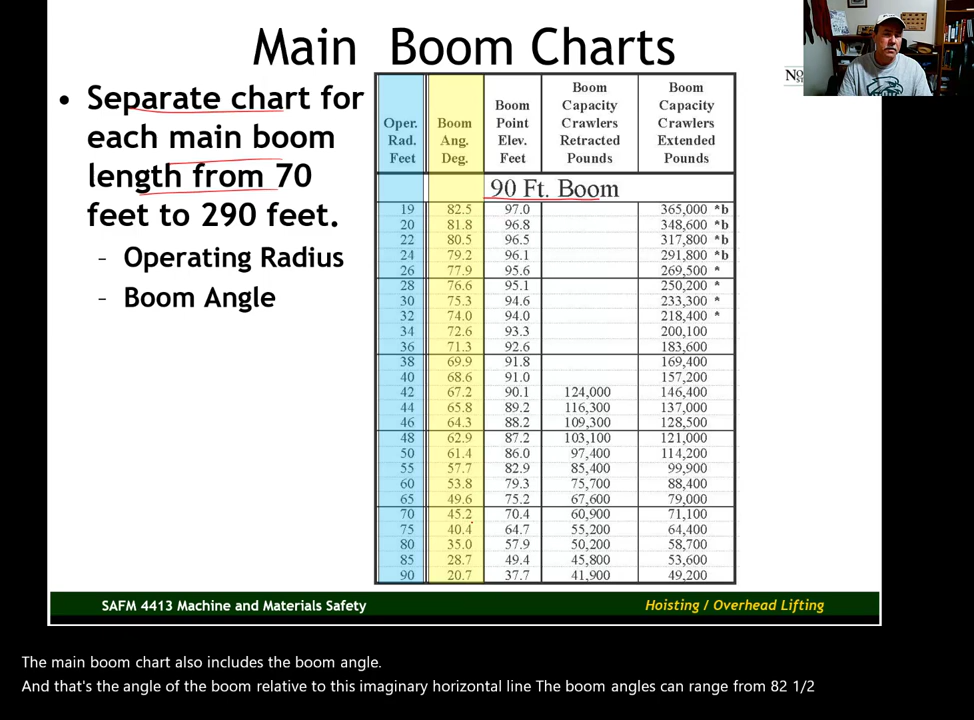 Main Boom Charts
• Separate chart for
each main boom
length from 70
feet to 290 feet.
- Operating Radius
- Boom Angle
Oper. Rad. Feet | Boom Ang. Deg. | Boom Point Elev. Feet | Boom Capacity Crawlers Retracted Pounds | Boom Capacity Crawlers Extended Pounds
90 Ft. Boom
19 82.5 97.0 365,000 *b
20 81.8 96.8 348,600 *b
22 80.5 96.5 317,800 *b
24 79.2 96.1 291,800 *b
26 77.9 95.6 269,500 *
28 76.6 95.1 250,200 *
30 75.3 94.6 233,300 *
32 74.0 94.0 218,400 *
34 72.6 93.3 200,100
36 71.3 92.6 183,600
38 69.9 91.8 169,400
40 68.6 91.0 157,200
42 67.2 90.1 124,000 146,400
44 65.8 89.2 116,300 137,000
46 64.3 88.2 109,300 128,500
48 62.9 87.2 103,100 121,000
50 61.4 86.0 97,400 114,200
55 57.7 82.9 85,400 99,900
60 53.8 79.3 75,700 88,400
65 49.6 75.2 67,600 79,000
70 45.2 70.4 60,900 71,100
75 40.4 64.7 55,200 64,400
80 35.0 57.9 50,200 58,700
85 28.7 49.4 45,800 53,600
90 20.7 37.7 41,900 49,200
SAFM 4413 Machine and Materials Safety
Hoisting / Overhead Lifting
The main boom chart also includes the boom angle.
And that's the angle of the boom relative to this imaginary horizontal line The boom angles can range from 82 1/2